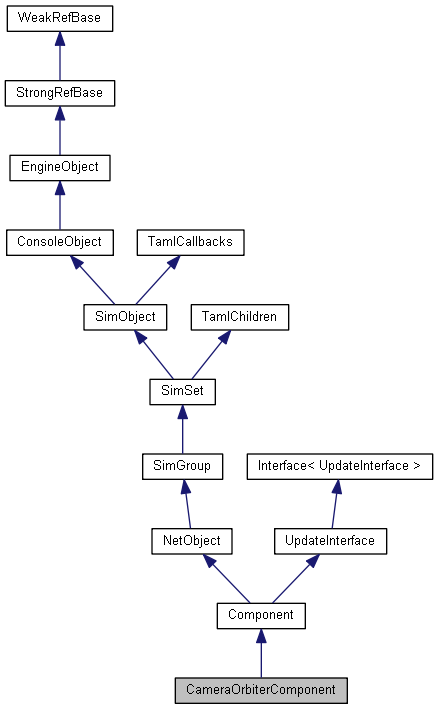 WeakRefBase
StrongRefBase
EngineObject
ConsoleObject
TamlCallbacks
SimObject
TamlChildren
SimSet
SimGroup
Interface< UpdateInterface >
NetObject
UpdateInterface
Component
CameraOrbiterComponent